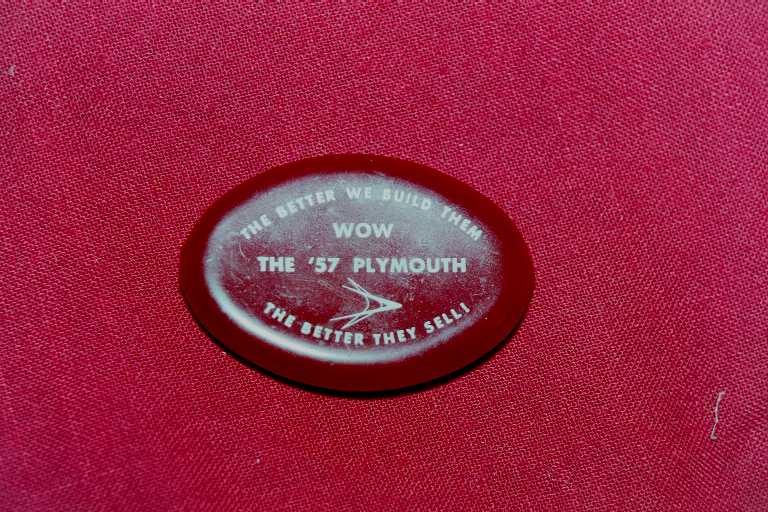 THE BETTER WE BUILD THEM
WOW
THE '57 PLYMOUTH
THE BETTER THEY SELL!